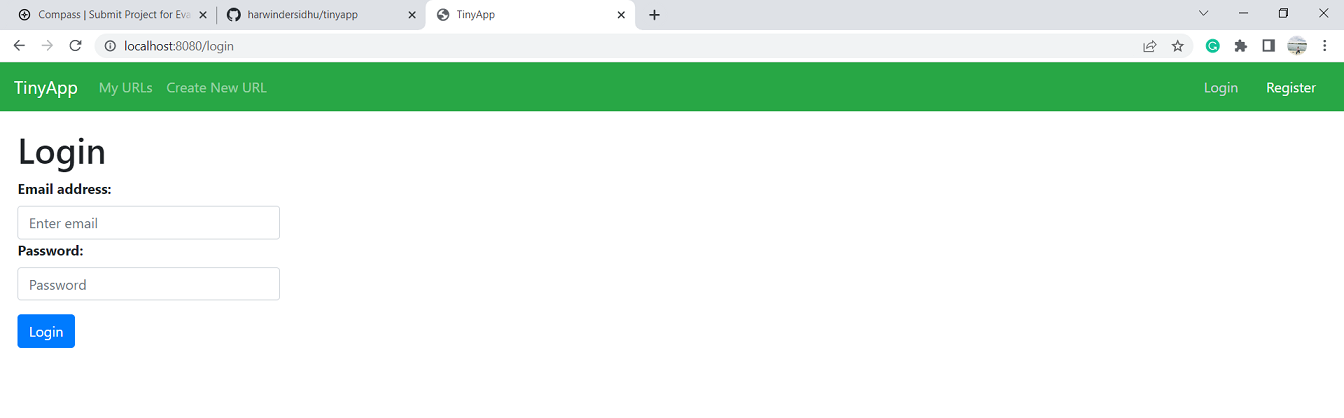 Compass | Submit Project for Eva
harwindersidhu/tinyapp
TinyApp
localhost:8080/login
TinyApp My URLs Create New URL Login Register
Login
Email address:
Enter email
Password:
Password
Login